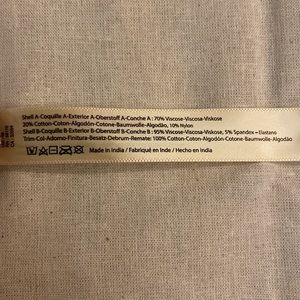 Shell A-Coquille A-Exterior A-Oberstoff A-Conche A : 70% Viscose-Viscosa-Viskose
20% Cotton-Coton-Algodón-Cotone-Baumwolle-Algodão, 10% Nylon
Shell B-Coquille B-Exterior B-Oberstoff B-Conche B : 95% Viscose-Viscosa-Viskose, 5% Spandex – Elastano
Trim-Col-Adorno-Finitura-Besatz-Debrum-Remate: 100% Cotton-Coton-Algodón-Cotone-Baumwolle-Algodão
Made in India / Fabriqué en Inde / Hecho en India